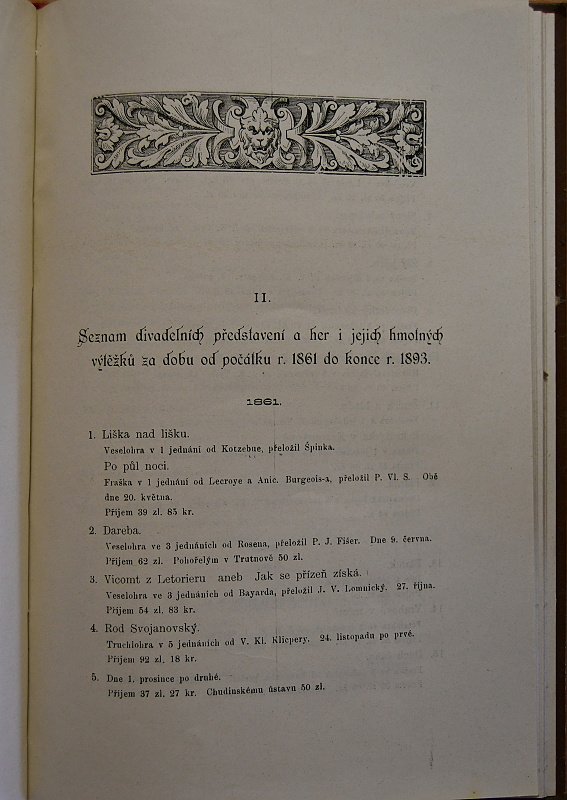 II.
Seznam divadelních představení a her i jejich hmotných
výtěžků za dobu od počátku r. 1861 do konce r. 1893.
1861.
1. Liška nad lišku.
Veselohra v 1 jednání od Kotzebue, přeložil Špinka.
Po půl noci.
Fraška v 1 jednání od Lecroye a Anic. Burgeois-a, přeložil P. Vl. S. Obě
dne 20. května.
Příjem 39 zl. 85 kr.
2. Dareba.
Veselohra ve 3 jednáních od Rosena, přeložil P. J. Fišer. Dne 9. června.
Příjem 62 zl. Pohořelým v Trutnově 50 zl.
3. Vicomt z Letorieru aneb Jak se přízeň získá.
Veselohra ve 3 jednáních od Bayarda, přeložil J. V. Lomnický. 27. října.
Příjem 54 zl. 83 kr.
4. Rod Svojanovský.
Truchlohra v 5 jednáních od V. Kl. Klicpery. 24. listopadu po prvé.
Příjem 92 zl. 18 kr.
5. Dne 1. prosince po druhé.
Příjem 37 zl. 27 kr. Chudinskému ústavu 50 zl.